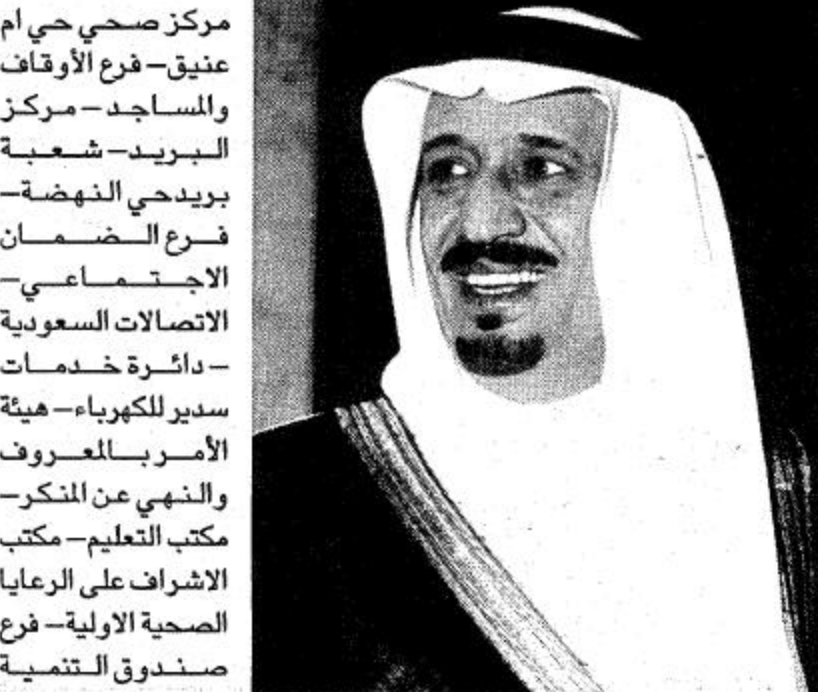 مركز صحي حي ام
عنيق– فرع الأوقاف
والمساجد – مركز
البريد– شعبة
بريدحي النهضة–
فرع الضمان
الاجتماعي–
الاتصالات السعودية
– دائرة خدمات
سدير للكهرباء– هيئة
الأمر بالمعروف
والنهي عن المنكر–
مكتب التعليم– مكتب
الاشراف على الرعايا
الصحية الاولية– فرع
صندوق التنمية